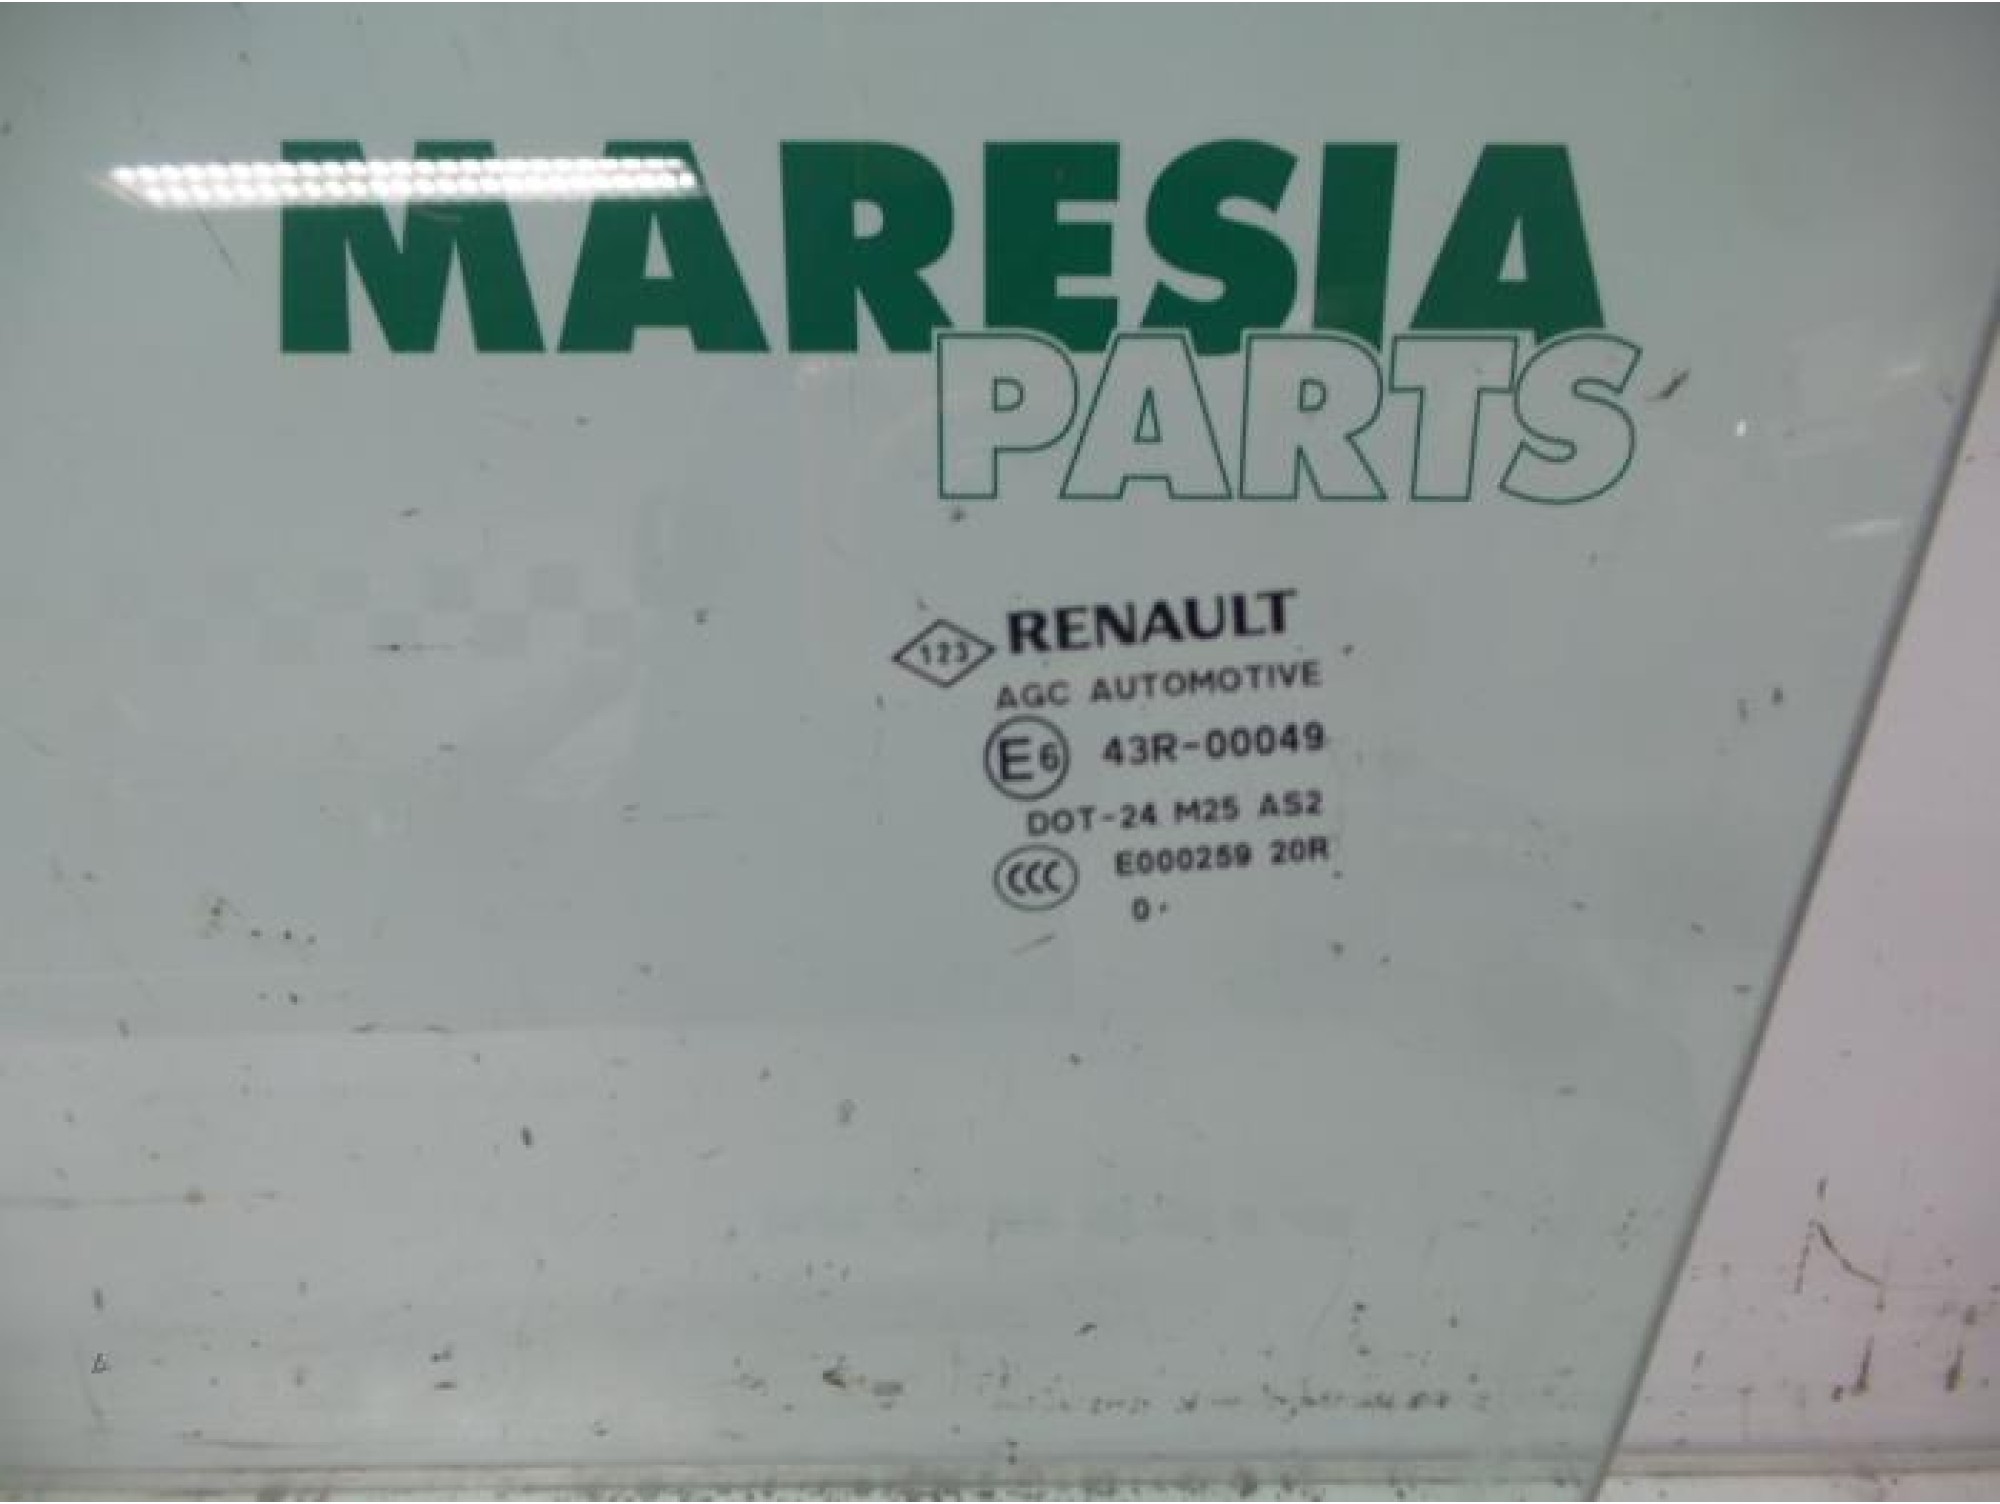 MARESIA
PARTS
123 RENAULT
AGC AUTOMOTIVE
E6 43R-00049
DOT-24 M25 AS2
CCC E000259 20R
0·